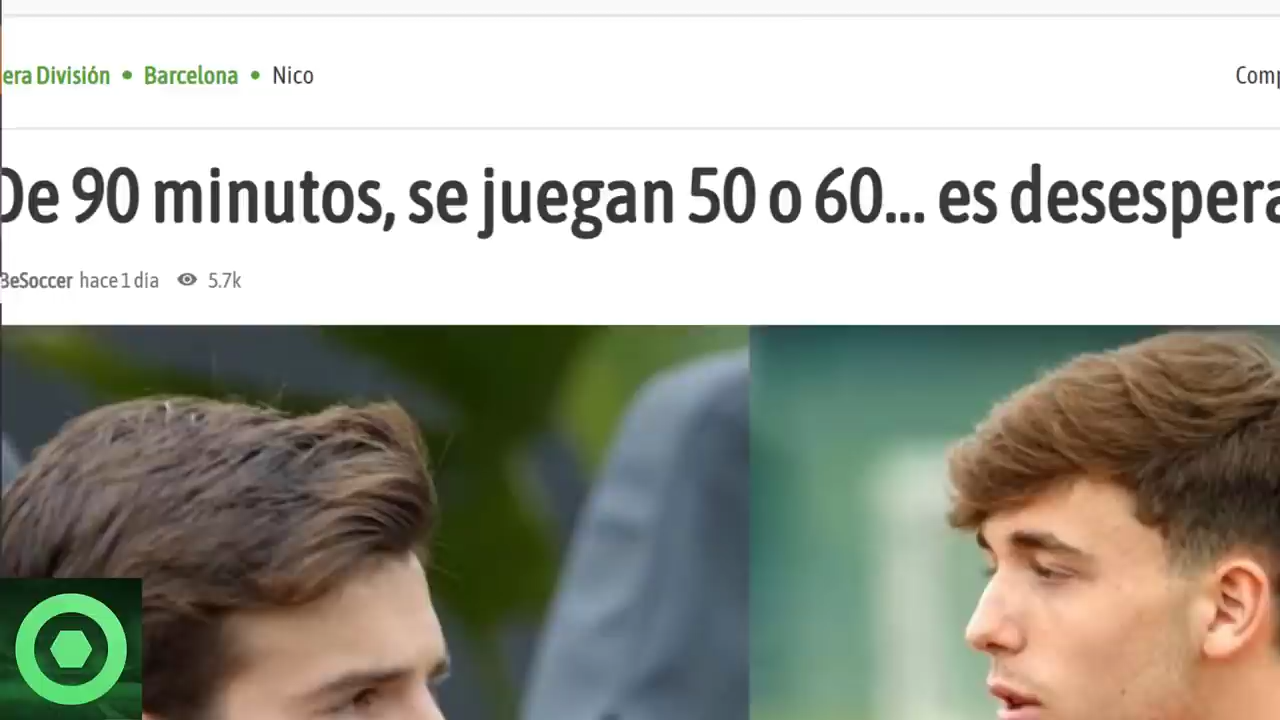 era División • Barcelona • Nico
Comp
De 90 minutos, se juegan 50 o 60... es desespera
BeSoccer hace 1 día 5.7k